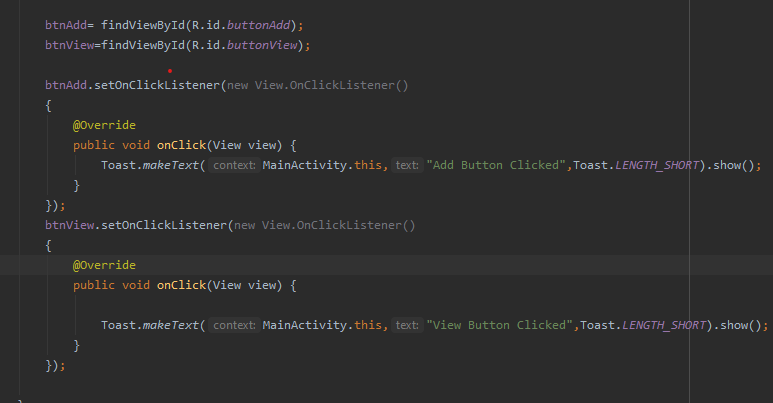 btnAdd= findViewById(R.id.buttonAdd);
btnView=findViewById(R.id.buttonView);
btnAdd.setOnClickListener(new View.OnClickListener()
{
@Override
public void onClick(View view) {
Toast.makeText( context: MainActivity.this, text: "Add Button Clicked",Toast.LENGTH_SHORT).show();
}
});
btnView.setOnClickListener(new View.OnClickListener()
{
@Override
public void onClick(View view) {
Toast.makeText( context: MainActivity.this, text: "View Button Clicked",Toast.LENGTH_SHORT).show();
}
});